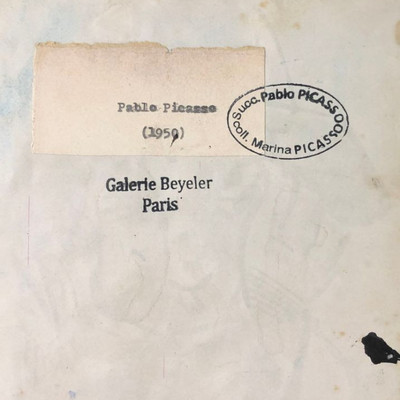 Pablo Picasso
(1950)
Succ. Pablo PICASSO
Coll. Marina PICASSO
Galerie Beyeler
Paris